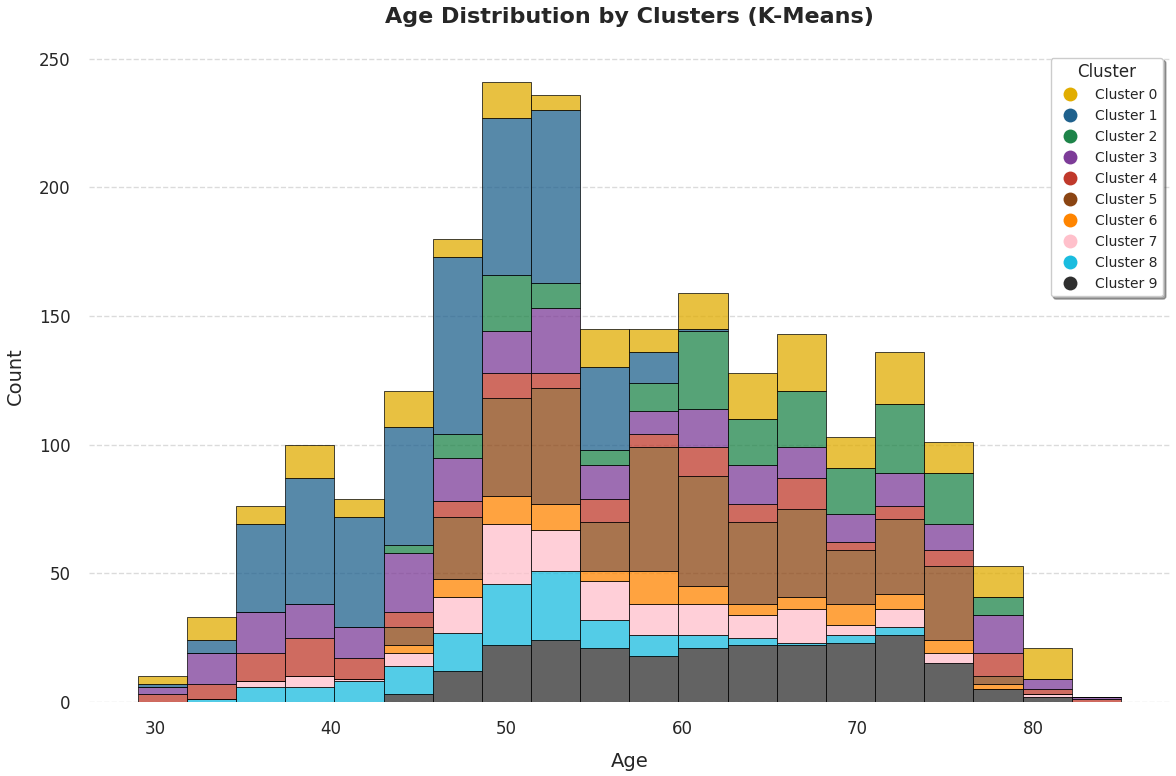 Age Distribution by Clusters (K-Means)
250
200
150
100
50
0
Count
30 40 50 60 70 80
Age
Cluster
Cluster 0
Cluster 1
Cluster 2
Cluster 3
Cluster 4
Cluster 5
Cluster 6
Cluster 7
Cluster 8
Cluster 9